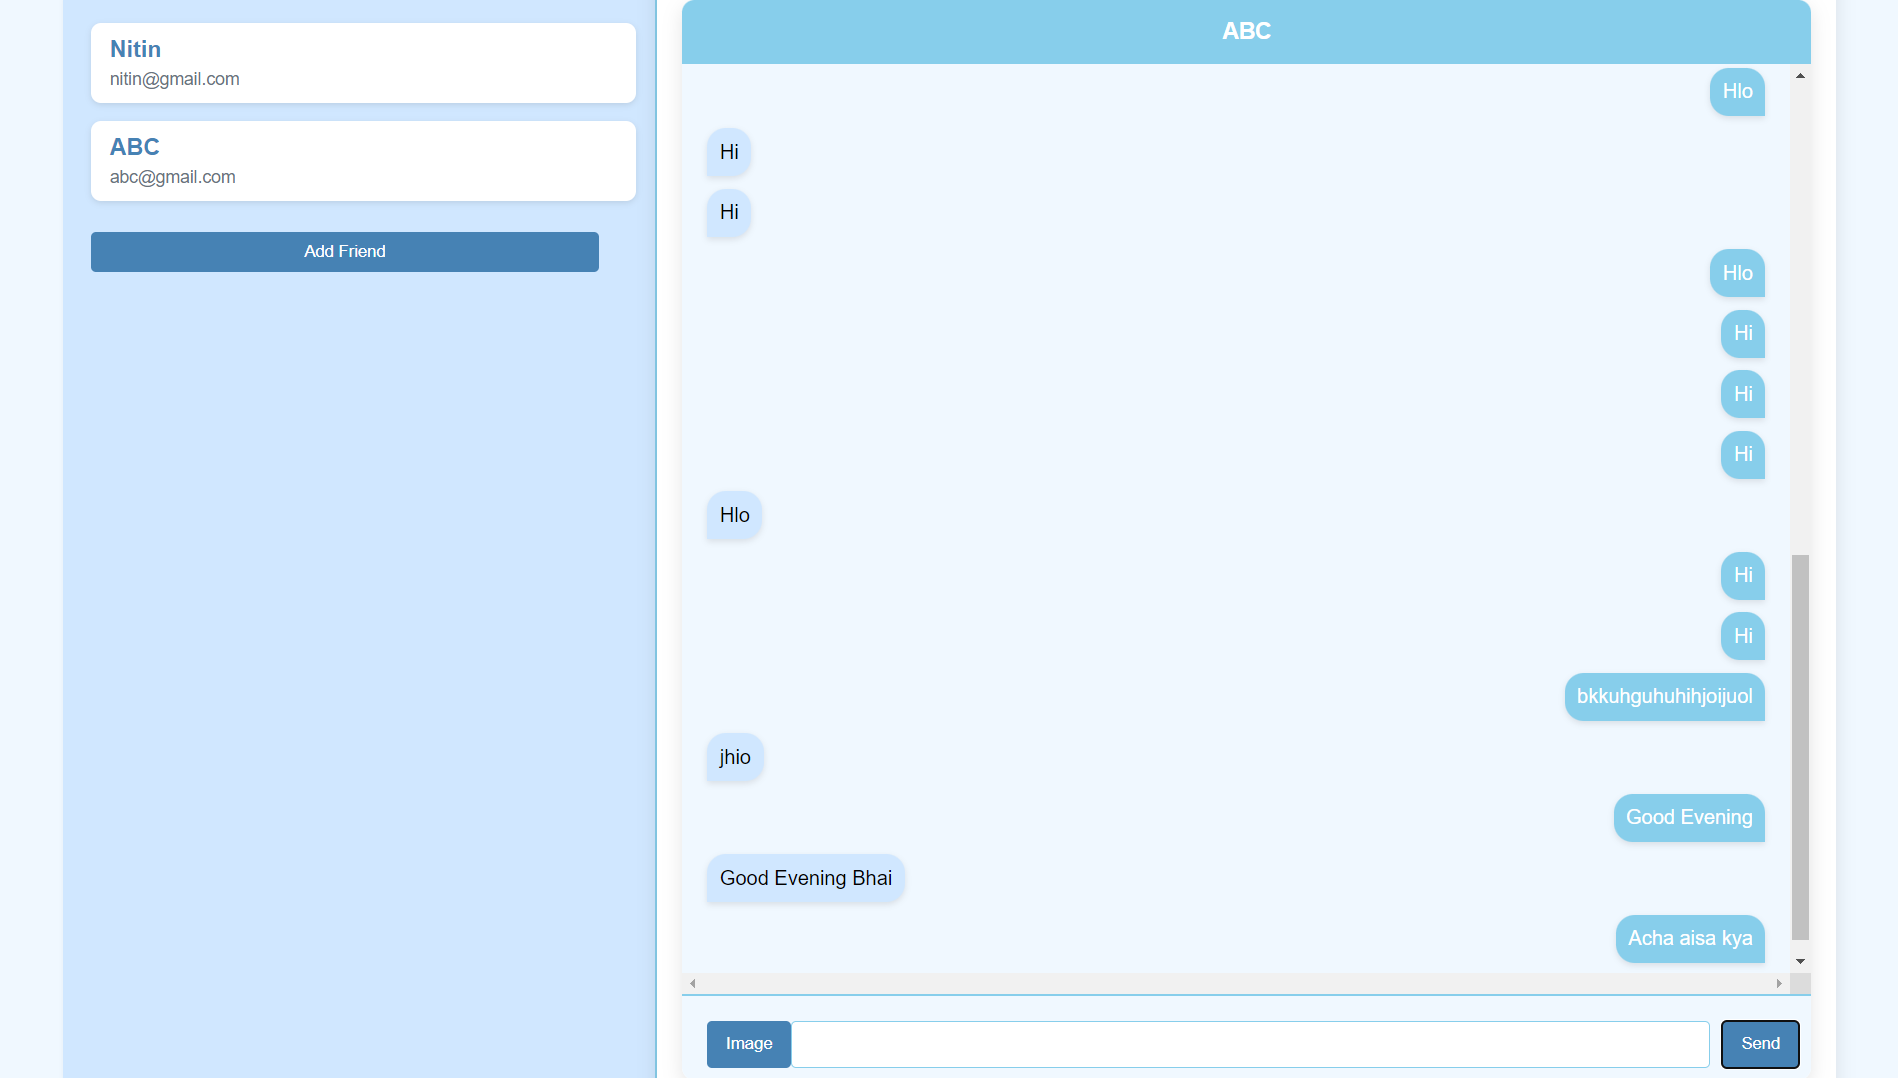 Nitin
nitin@gmail.com
ABC
abc@gmail.com
Add Friend
ABC
Hlo
Hi
Hi
Hlo
Hi
Hi
Hi
Hlo
Hi
Hi
bkkuhguhuhihjoijuol
jhio
Good Evening
Good Evening Bhai
Acha aisa kya
Image
Send